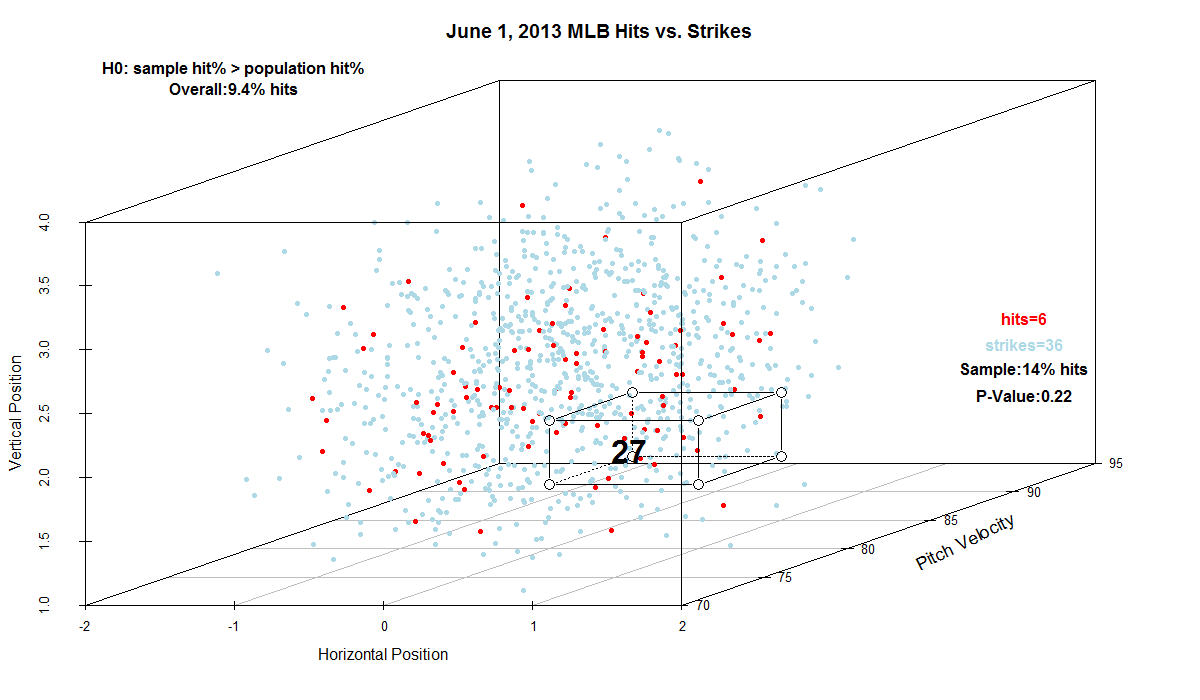 June 1, 2013 MLB Hits vs. Strikes
H0: sample hit% > population hit%
Overall:9.4% hits
4.0
3.5
3.0
2.5
2.0
1.5
1.0
Vertical Position
hits=6
strikes=36
Sample:14% hits
P-Value:0.22
27
95
90
85
80
75
70
Pitch Velocity
-2
-1
0
1
2
Horizontal Position